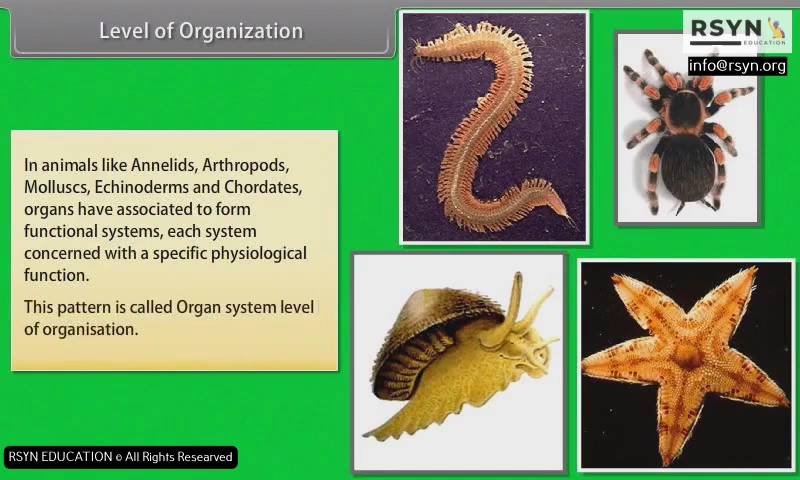 Level of Organization
RSYN
EDUCATION
info@rsyn.org
In animals like Annelids, Arthropods,
Molluscs, Echinoderms and Chordates,
organs have associated to form
functional systems, each system
concerned with a specific physiological
function.
This pattern is called Organ system level
of organisation.
RSYN EDUCATION © All Rights Researved